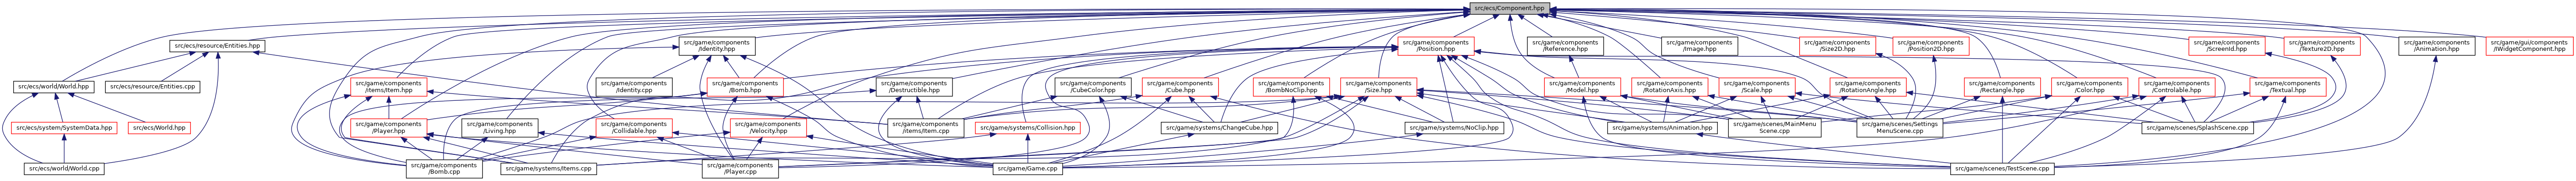 src/ecs/Component.hpp
src/ecs/resource/Entities.hpp
src/game/components
/Identity.hpp
src/game/components
/Position.hpp
src/game/components
/Reference.hpp
src/game/components
/Image.hpp
src/game/components
/Size2D.hpp
src/game/components
/Position2D.hpp
src/game/components
/ScreenId.hpp
src/game/components
/Texture2D.hpp
src/game/components
/Animation.hpp
src/game/gui/components
/WidgetComponent.hpp
src/ecs/world/World.hpp
src/ecs/resource/Entities.cpp
src/game/components
/items/Item.hpp
src/game/components
/Identity.cpp
src/game/components
/Bomb.hpp
src/game/components
/Destructible.hpp
src/game/components
/CubeColor.hpp
src/game/components
/Cube.hpp
src/game/components
/BombNoClip.hpp
src/game/components
/Size.hpp
src/game/components
/Model.hpp
src/game/components
/RotationAxis.hpp
src/game/components
/Scale.hpp
src/game/components
/RotationAngle.hpp
src/game/components
/Rectangle.hpp
src/game/components
/Color.hpp
src/game/components
/Controlable.hpp
src/game/components
/Textual.hpp
src/ecs/system/SystemData.hpp
src/ecs/World.hpp
src/game/components
/Player.hpp
src/game/components
/Living.hpp
src/game/components
/Collidable.hpp
src/game/components
/Velocity.hpp
src/game/components
/items/Item.cpp
src/game/systems/Collision.hpp
src/game/systems/ChangeCube.hpp
src/game/systems/NoClip.hpp
src/game/systems/Animation.hpp
src/game/scenes/MainMenu
Scene.cpp
src/game/scenes/Settings
MenuScene.cpp
src/game/scenes/SplashScene.cpp
src/ecs/world/World.cpp
src/game/components
/Bomb.cpp
src/game/systems/Items.cpp
src/game/components
/Player.cpp
src/game/Game.cpp
src/game/scenes/TestScene.cpp